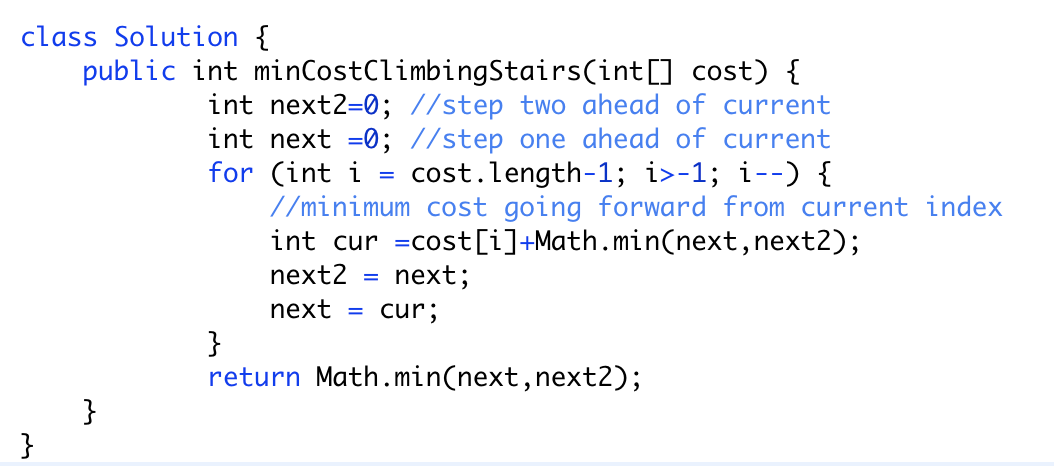 class Solution {
    public int minCostClimbingStairs(int[] cost) {
            int next2=0; //step two ahead of current
            int next =0; //step one ahead of current
            for (int i = cost.length-1; i>-1; i--) {
                //minimum cost going forward from current index
                int cur =cost[i]+Math.min(next,next2);
                next2 = next;
                next = cur;
            }
            return Math.min(next,next2);
    }
}